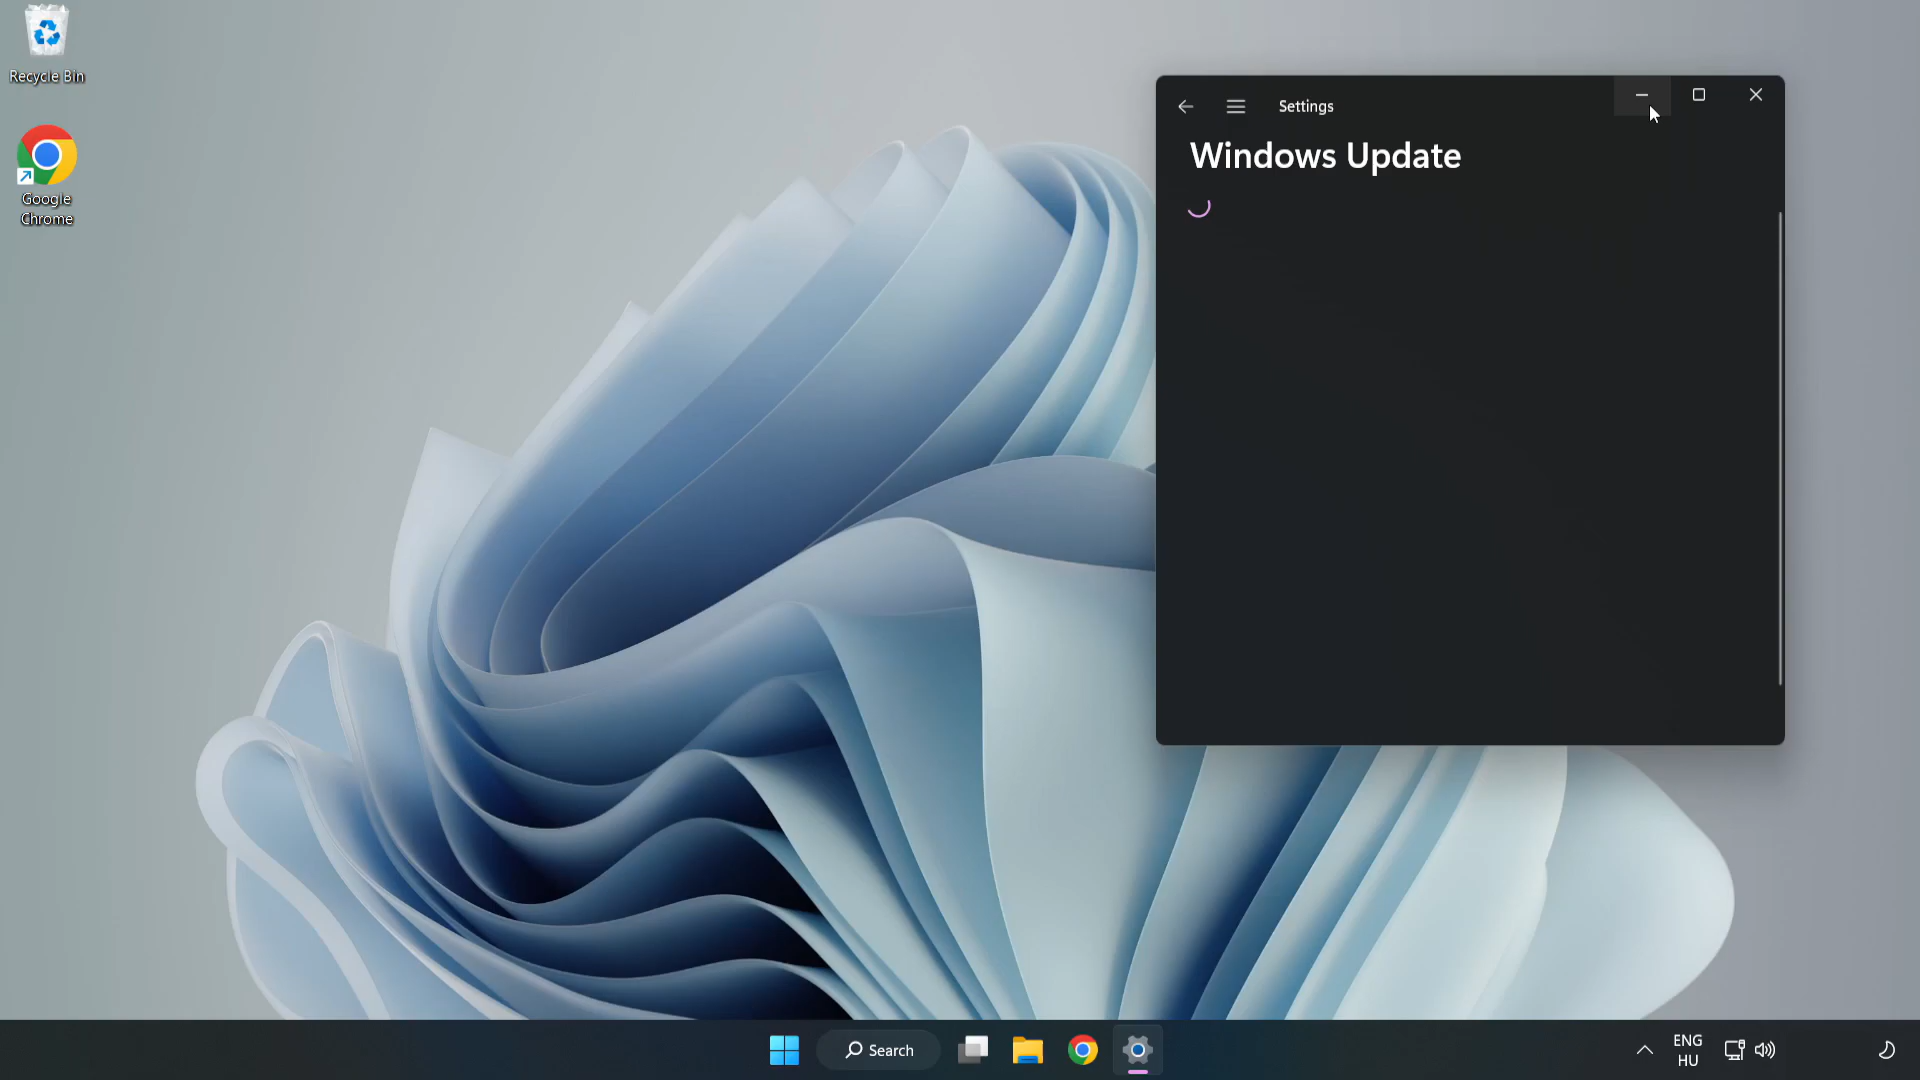 Recycle Bin
Google
Chrome
Settings
Windows Update
Search
ENG
HU